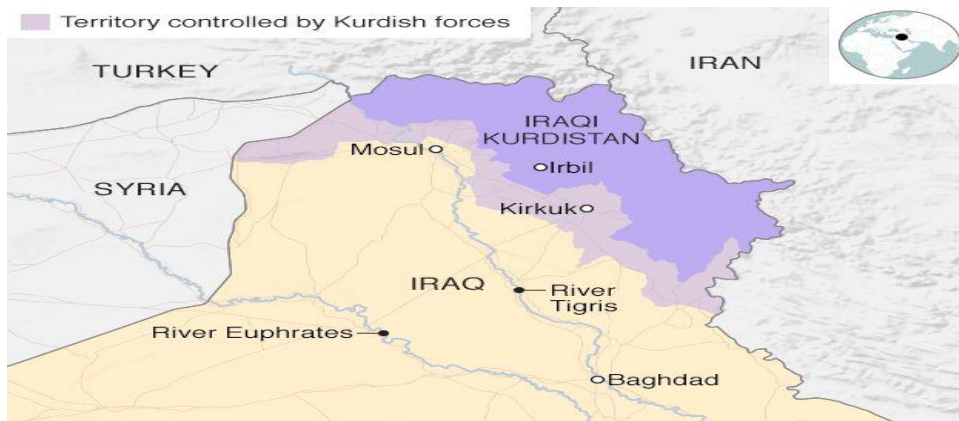 Territory controlled by Kurdish forces
TURKEY
IRAN
IRAQI
KURDISTAN
Mosul
Irbil
SYRIA
Kirkuk
IRAQ
River
Tigris
River Euphrates
Baghdad